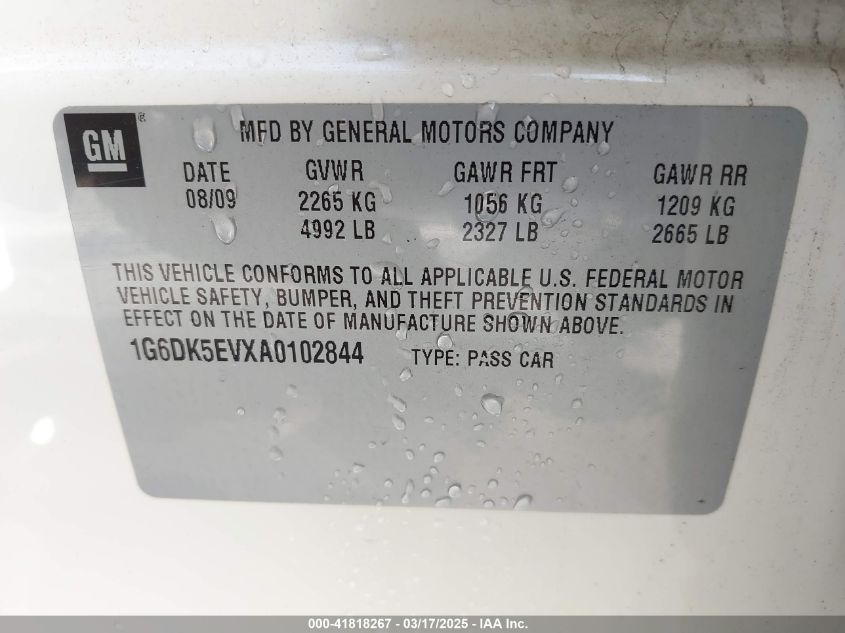 GM®
MFD BY GENERAL MOTORS COMPANY
DATE GVWR GAWR FRT GAWR RR
08/09 2265 KG 1056 KG 1209 KG
4992 LB 2327 LB 2665 LB
THIS VEHICLE CONFORMS TO ALL APPLICABLE U.S. FEDERAL MOTOR
VEHICLE SAFETY, BUMPER, AND THEFT PREVENTION STANDARDS IN
EFFECT ON THE DATE OF MANUFACTURE SHOWN ABOVE.
1G6DK5EVXA0102844 TYPE: PASS CAR
000-41818267 - 03/17/2025 - IAA Inc.